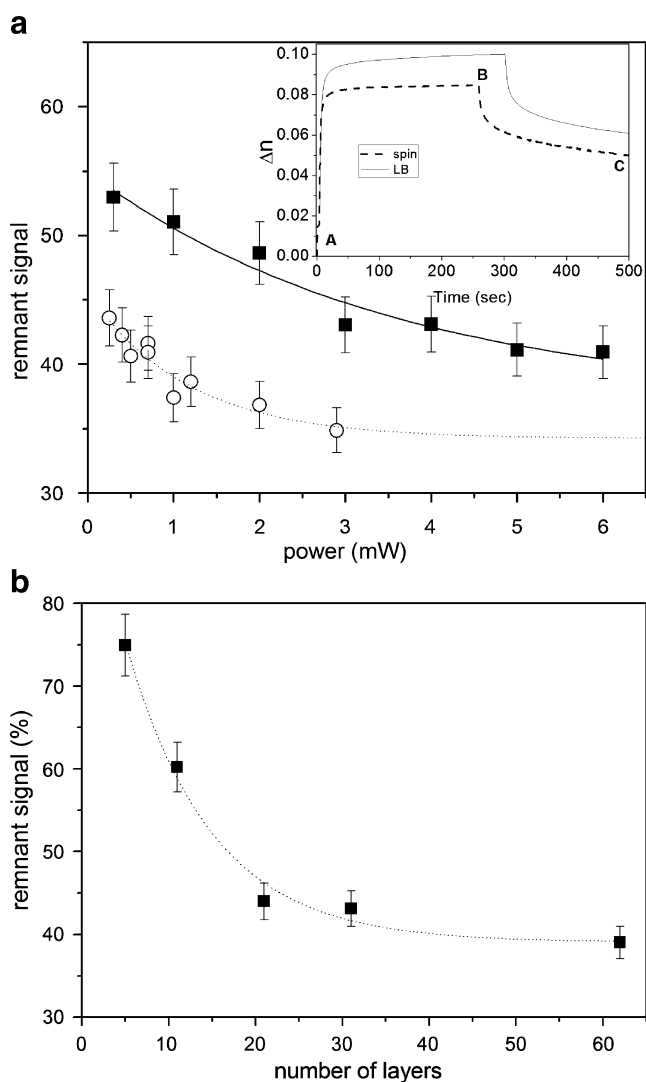 a
remnant signal
60
50
40
30
0 1 2 3 4 5 6
power (mW)
Δn
0.10
0.08
0.06
0.04
0.02
0.00
A
B
C
spin
LB
0 100 200 300 400 500
Time (sec)
b
remnant signal (%)
80
70
60
50
40
30
0 10 20 30 40 50 60
number of layers